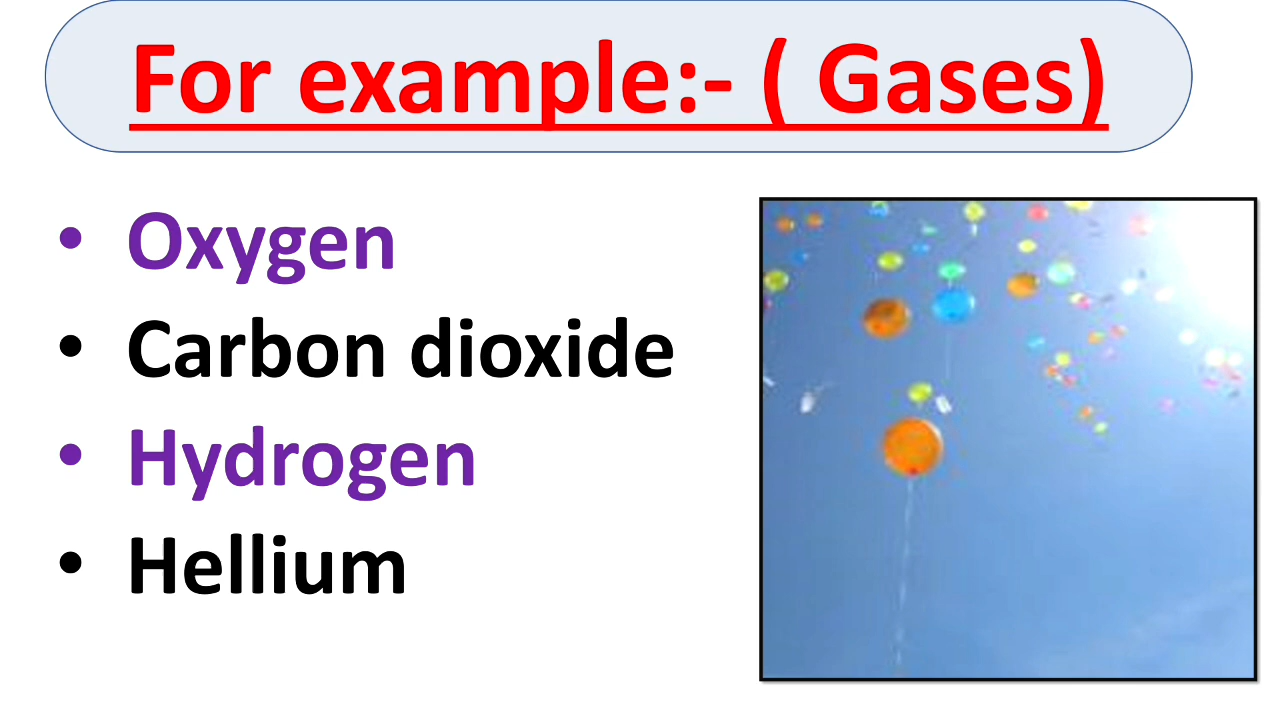 For example:- ( Gases)
• Oxygen
• Carbon dioxide
• Hydrogen
• Hellium